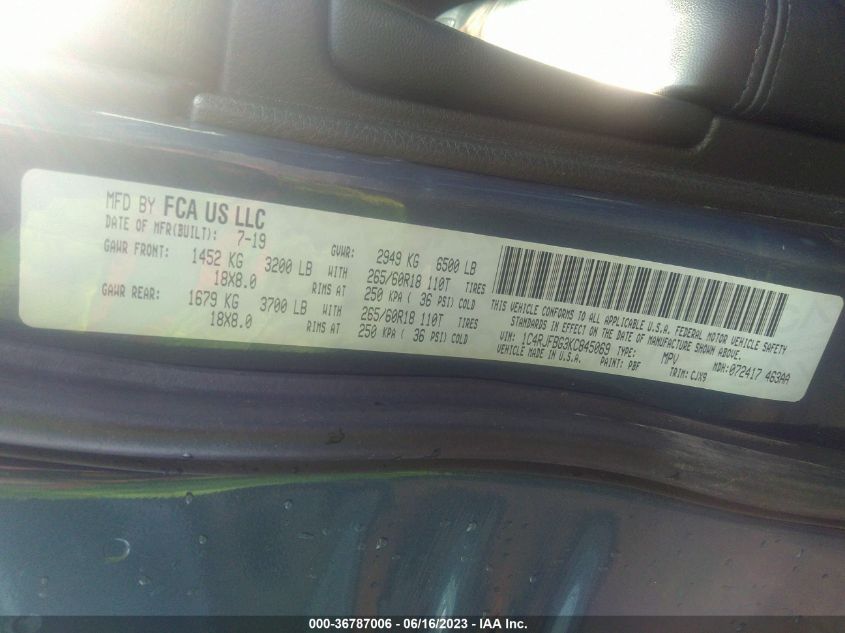 MFD BY FCA US LLC
DATE OF MFR(BUILT): 7-19
GVWR: 2949 KG 6500 LB
GAWR FRONT: 1452 KG 3200 LB WITH 265/60R18 110T TIRES
18X8.0 RIMS AT 250 KPA ( 36 PSI) COLD
GAWR REAR: 1679 KG 3700 LB WITH 265/60R18 110T TIRES
18X8.0 RIMS AT 250 KPA ( 36 PSI) COLD
THIS VEHICLE CONFORMS TO ALL APPLICABLE U.S.A. FEDERAL MOTOR VEHICLE SAFETY
STANDARDS IN EFFECT ON THE DATE OF MANUFACTURE SHOWN ABOVE.
VIN: 1C4RJFBG3KC845069 TYPE: MPV MDH:072417 463AA
VEHICLE MADE IN U.S.A. PAINT: PBF TRIM: CJX9
000-36787006 - 06/16/2023 - IAA Inc.